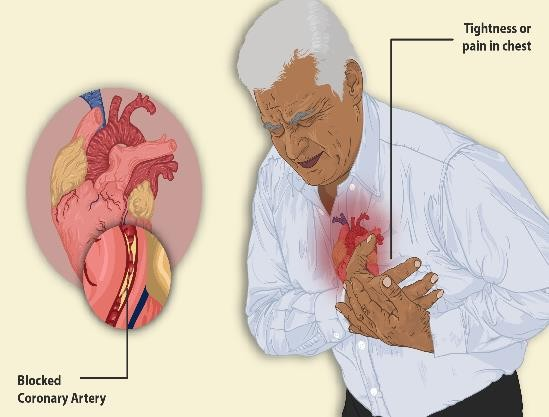 Tightness or
pain in chest
Blocked
Coronary Artery